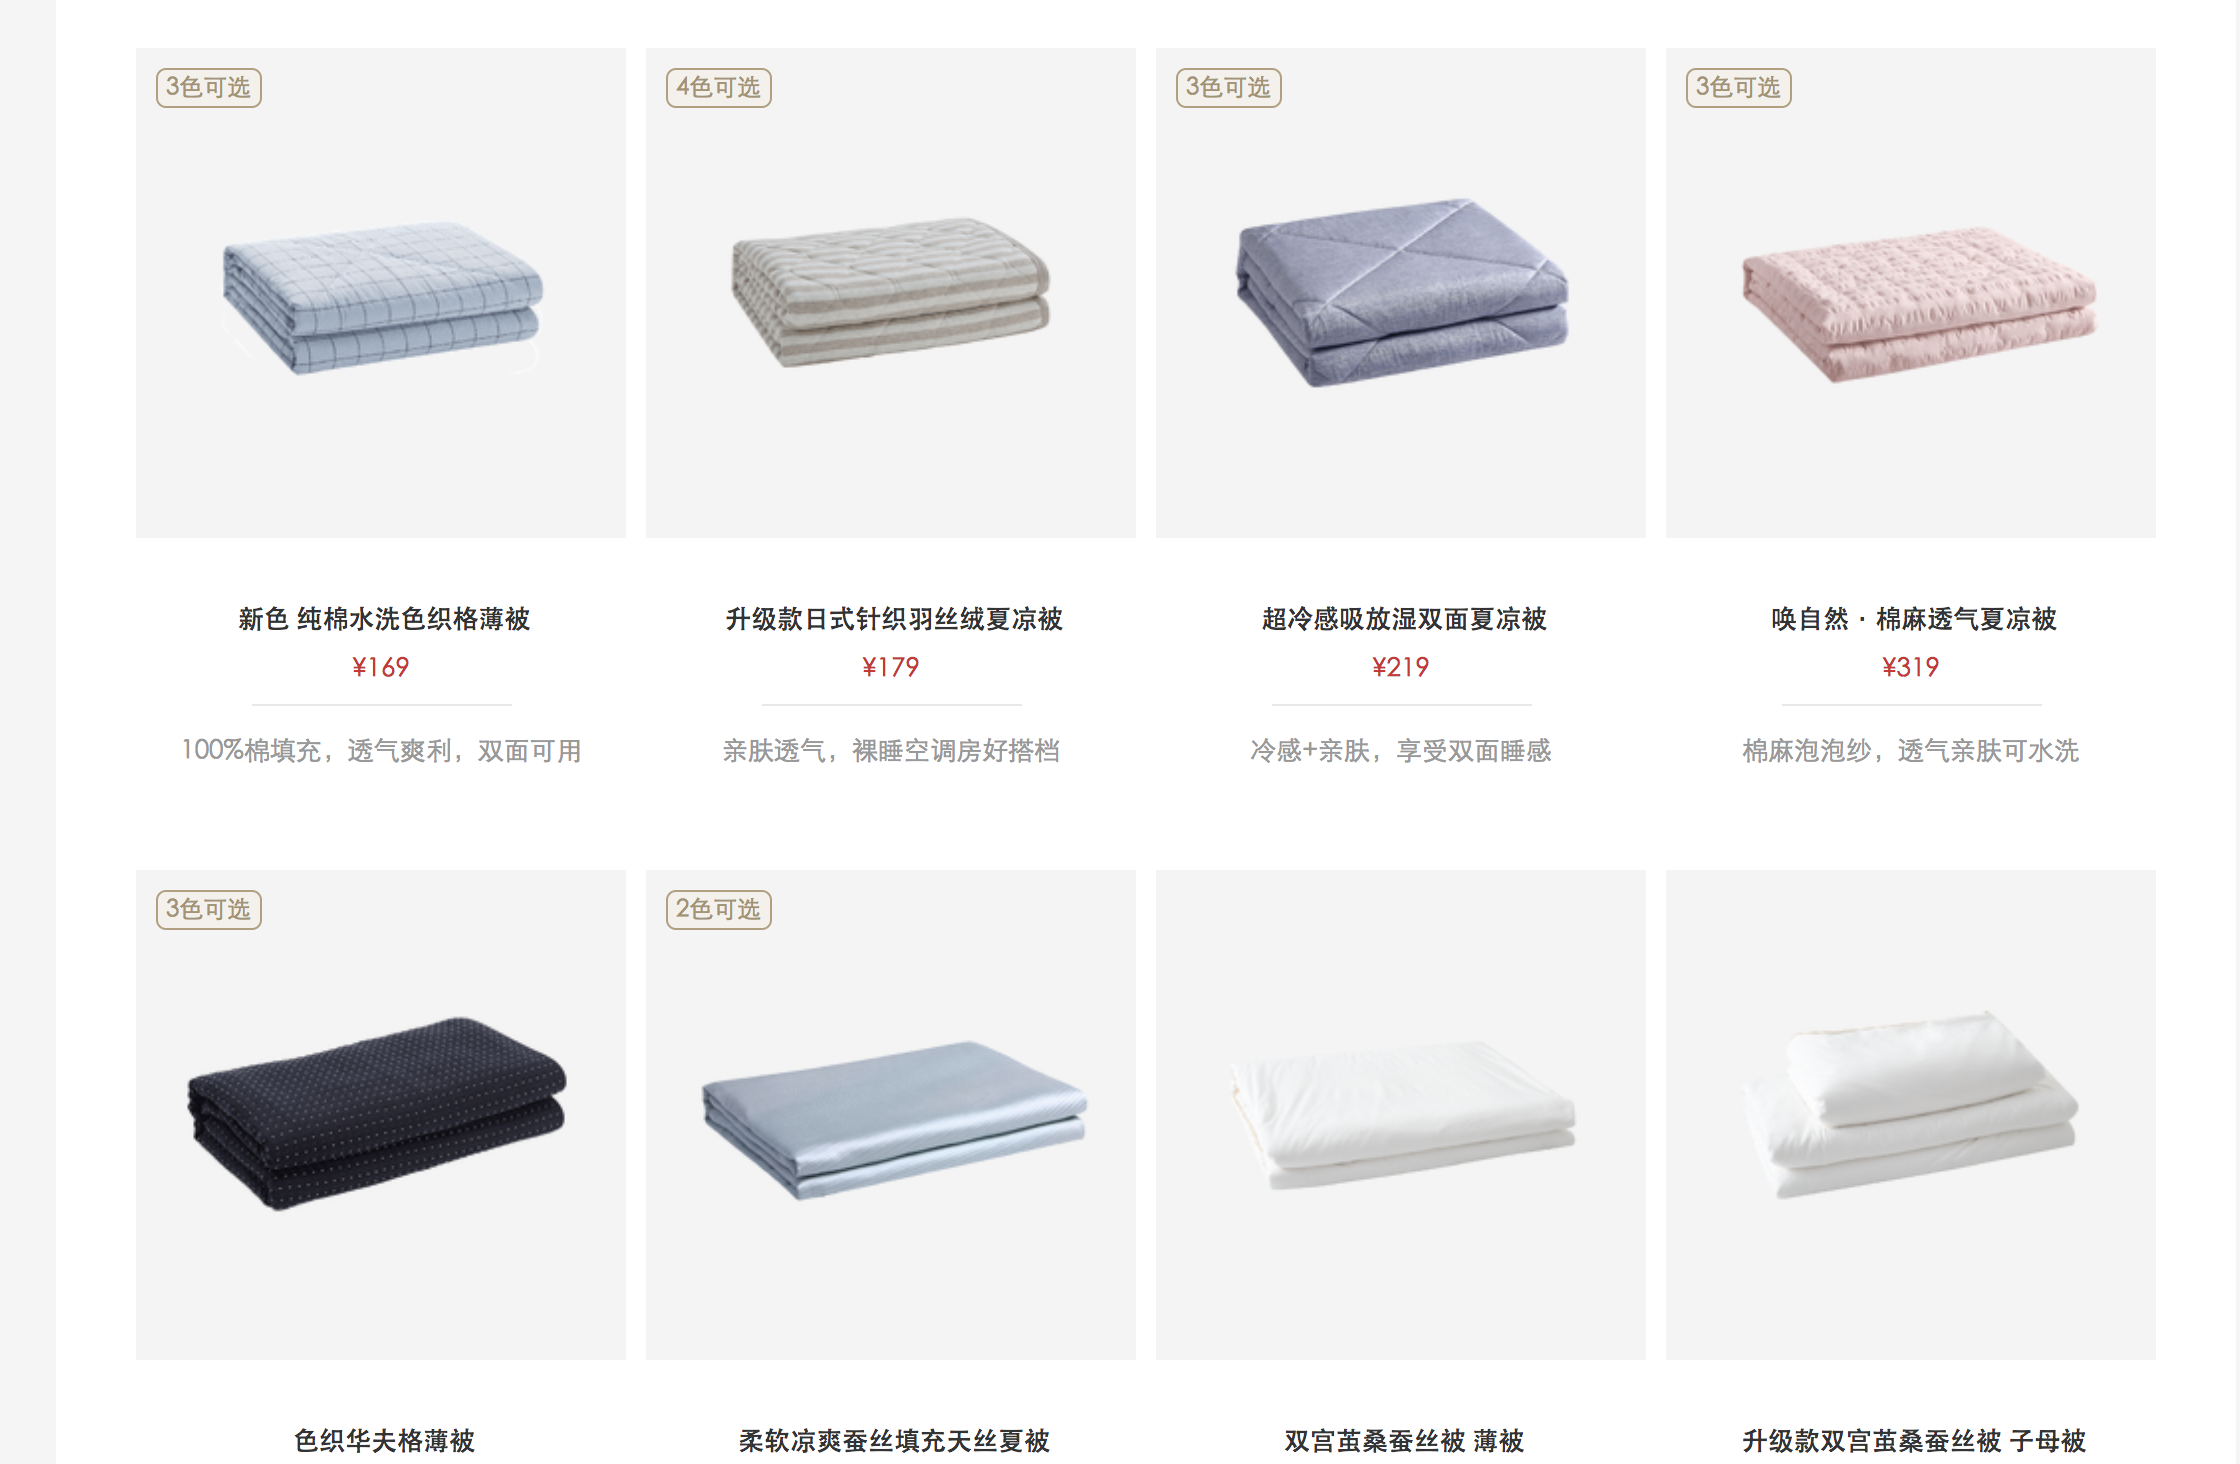 3色可选
4色可选
3色可选
3色可选
新色 纯棉水洗色织格薄被
升级款日式针织羽丝绒夏凉被
超冷感吸放湿双面夏凉被
唤自然·棉麻透气夏凉被
¥169
¥179
¥219
¥319
100%棉填充，透气爽利，双面可用
亲肤透气，裸睡空调房好搭档
冷感+亲肤，享受双面睡感
棉麻泡泡纱，透气亲肤可水洗
3色可选
2色可选
色织华夫格薄被
柔软凉爽蚕丝填充天丝夏被
双宫茧桑蚕丝被 薄被
升级款双宫茧桑蚕丝被 子母被